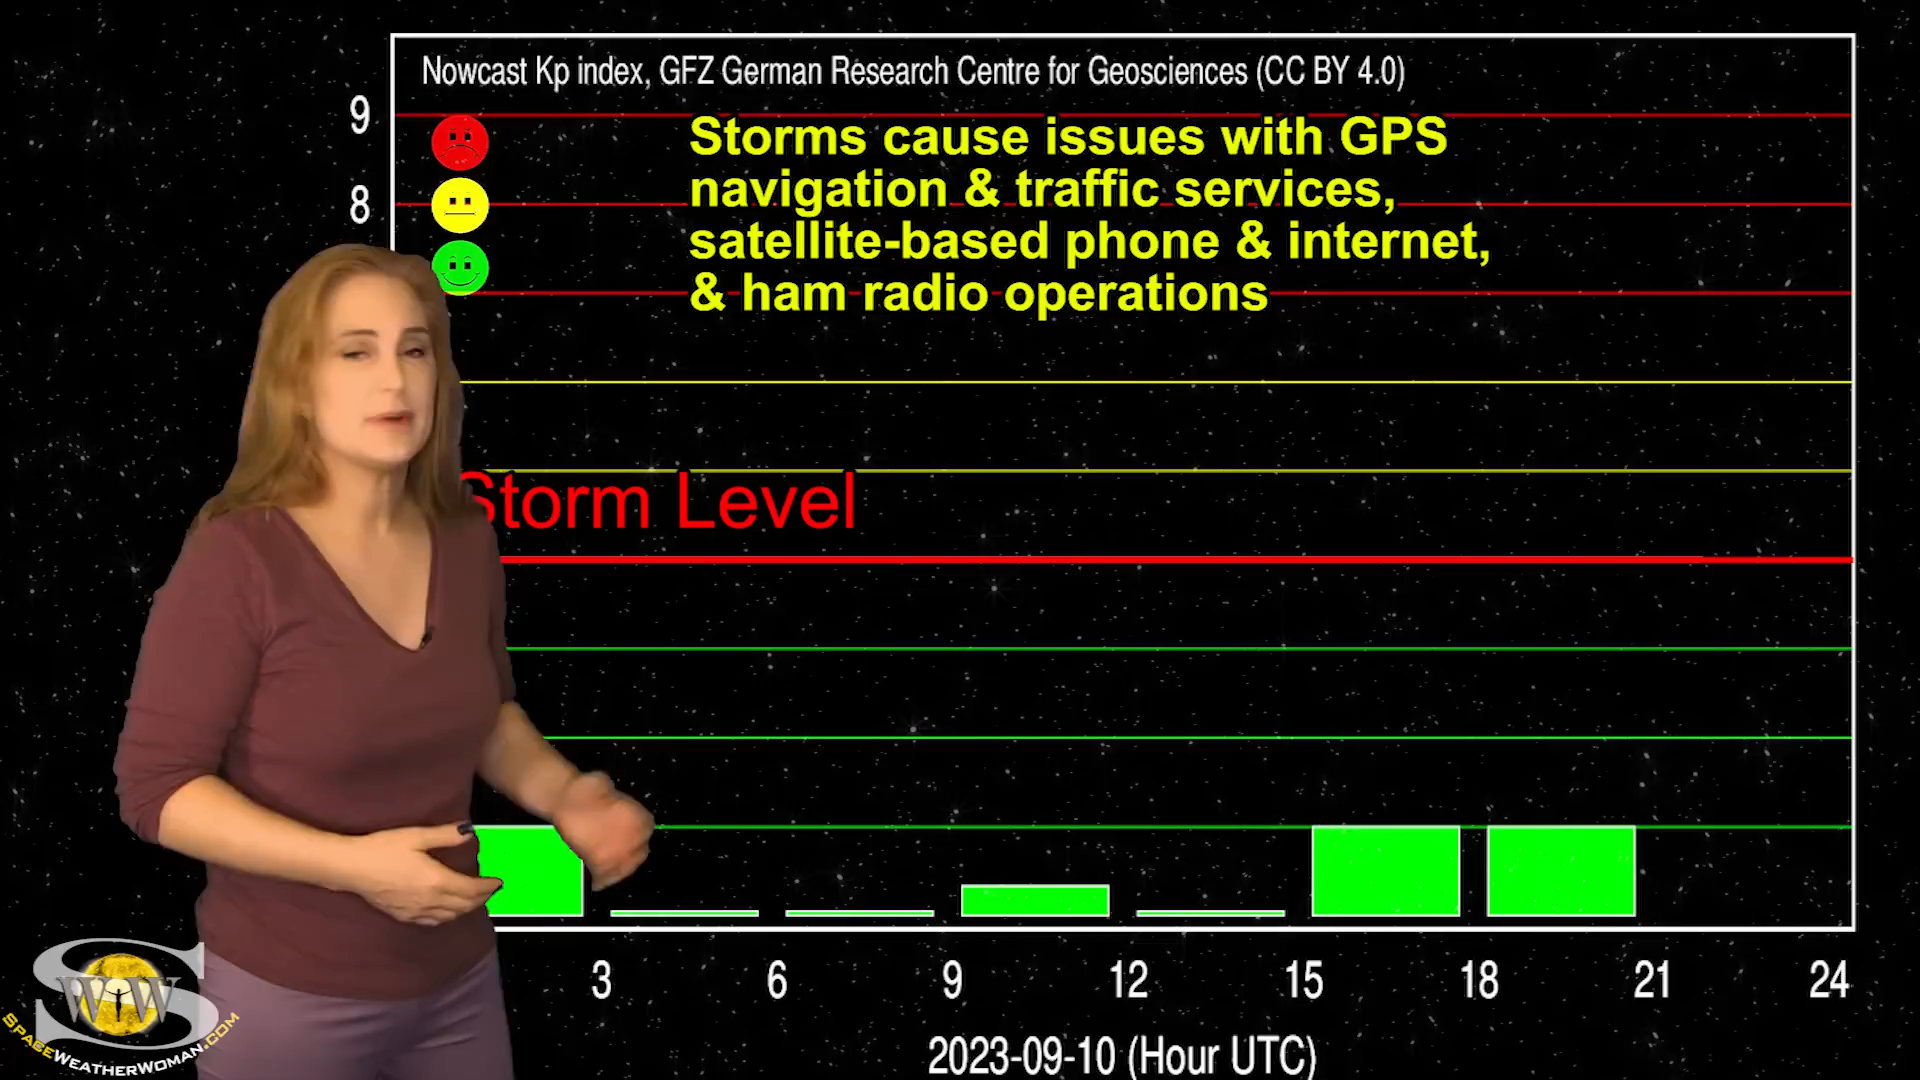 Nowcast Kp index, GFZ German Research Centre for Geosciences (CC BY 4.0)
9
8
Storms cause issues with GPS
navigation & traffic services,
satellite-based phone & internet,
& ham radio operations
Storm Level
3 6 9 12 15 18 21 24
2023-09-10 (Hour UTC)
SWW
SPACEWEATHERWOMAN.COM